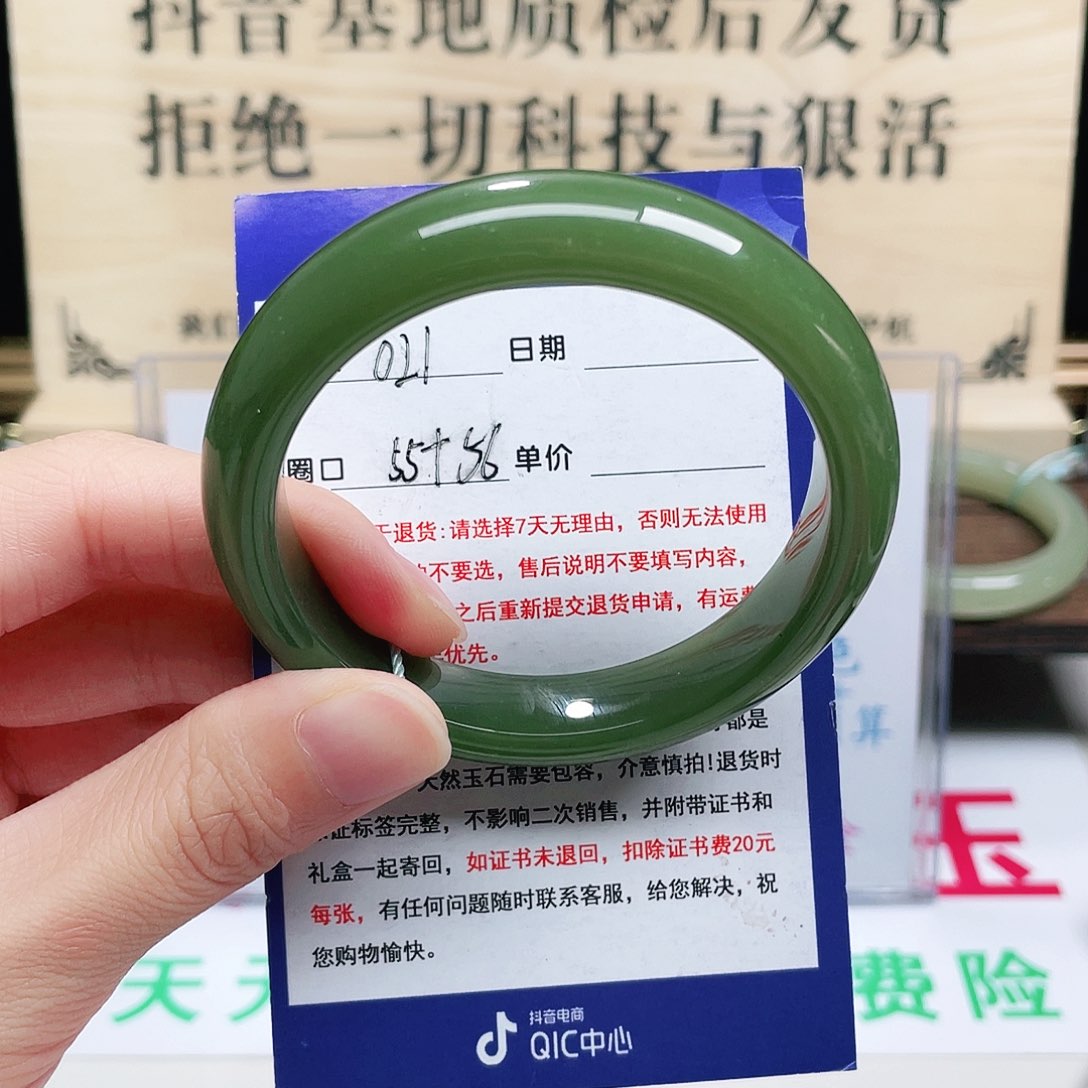 抖音基地质检后发货
拒绝一切科技与狠活
021 日期
圈口 55+56 单价
退货:请选择7天无理由，否则无法使用
不要选，售后说明不要填写内容，
之后重新提交退货申请，有运费
优先。
都是
天然玉石需要包容，介意慎拍!退货时
证标签完整，不影响二次销售，并附带证书和
礼盒一起寄回，如证书未退回，扣除证书费20元
每张，有任何问题随时联系客服，给您解决，祝
您购物愉快。
玉
算
天天
费险
抖音电商
QIC中心